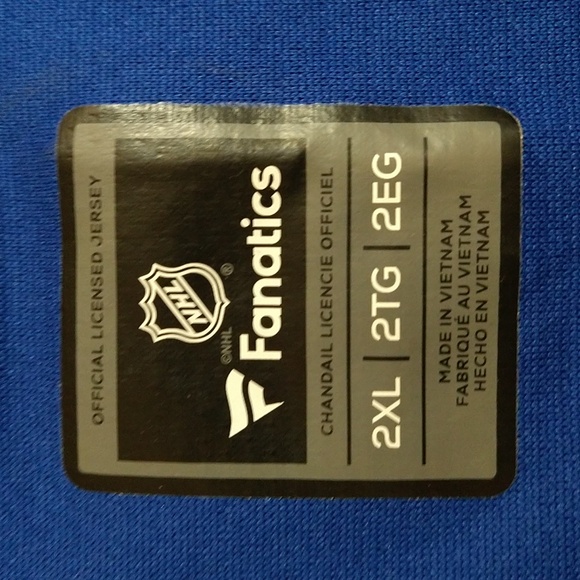 OFFICIAL LICENSED JERSEY
NHL
®
©NHL
Fanatics
CHANDAIL LICENCIE OFFICIEL
2XL | 2TG | 2EG
MADE IN VIETNAM
FABRIQUÉ AU VIETNAM
HECHO EN VIETNAM